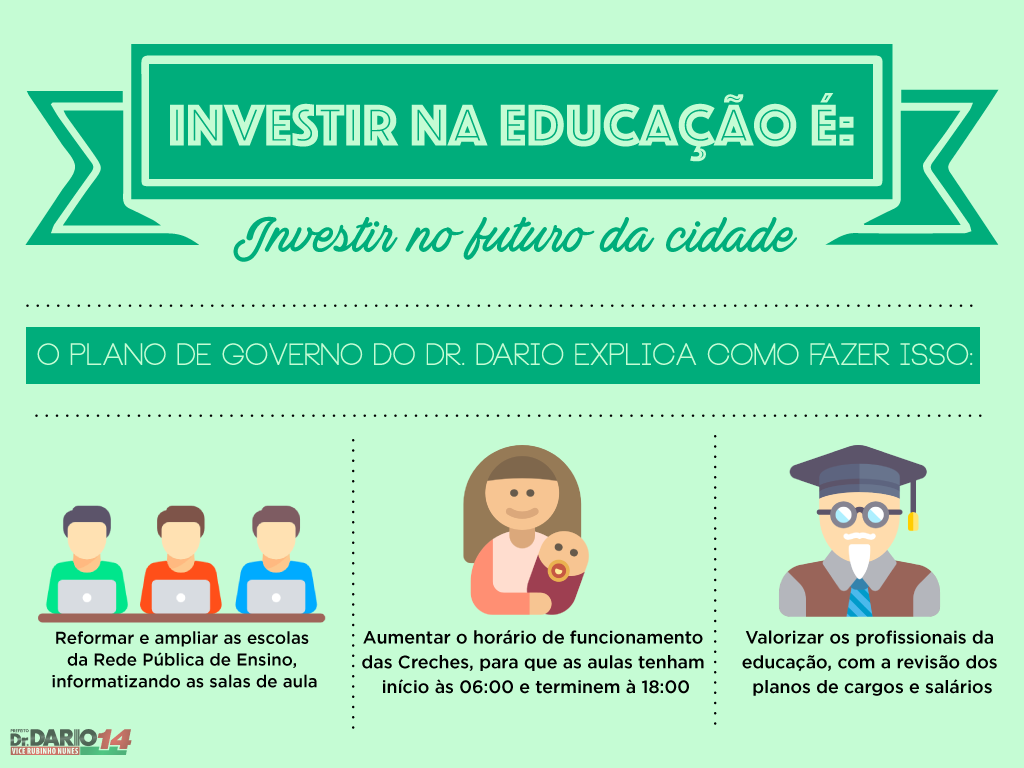 INVESTIR NA EDUCAÇÃO É:
Investir no futuro da cidade
O PLANO DE GOVERNO DO DR. DARIO EXPLICA COMO FAZER ISSO:
Reformar e ampliar as escolas
da Rede Pública de Ensino,
informatizando as salas de aula
Aumentar o horário de funcionamento
das Creches, para que as aulas tenham
início às 06:00 e terminem à 18:00
Valorizar os profissionais da
educação, com a revisão dos
planos de cargos e salários
PREFEITO
Dr. DARIO 14
VICE RUBINHO NUNES